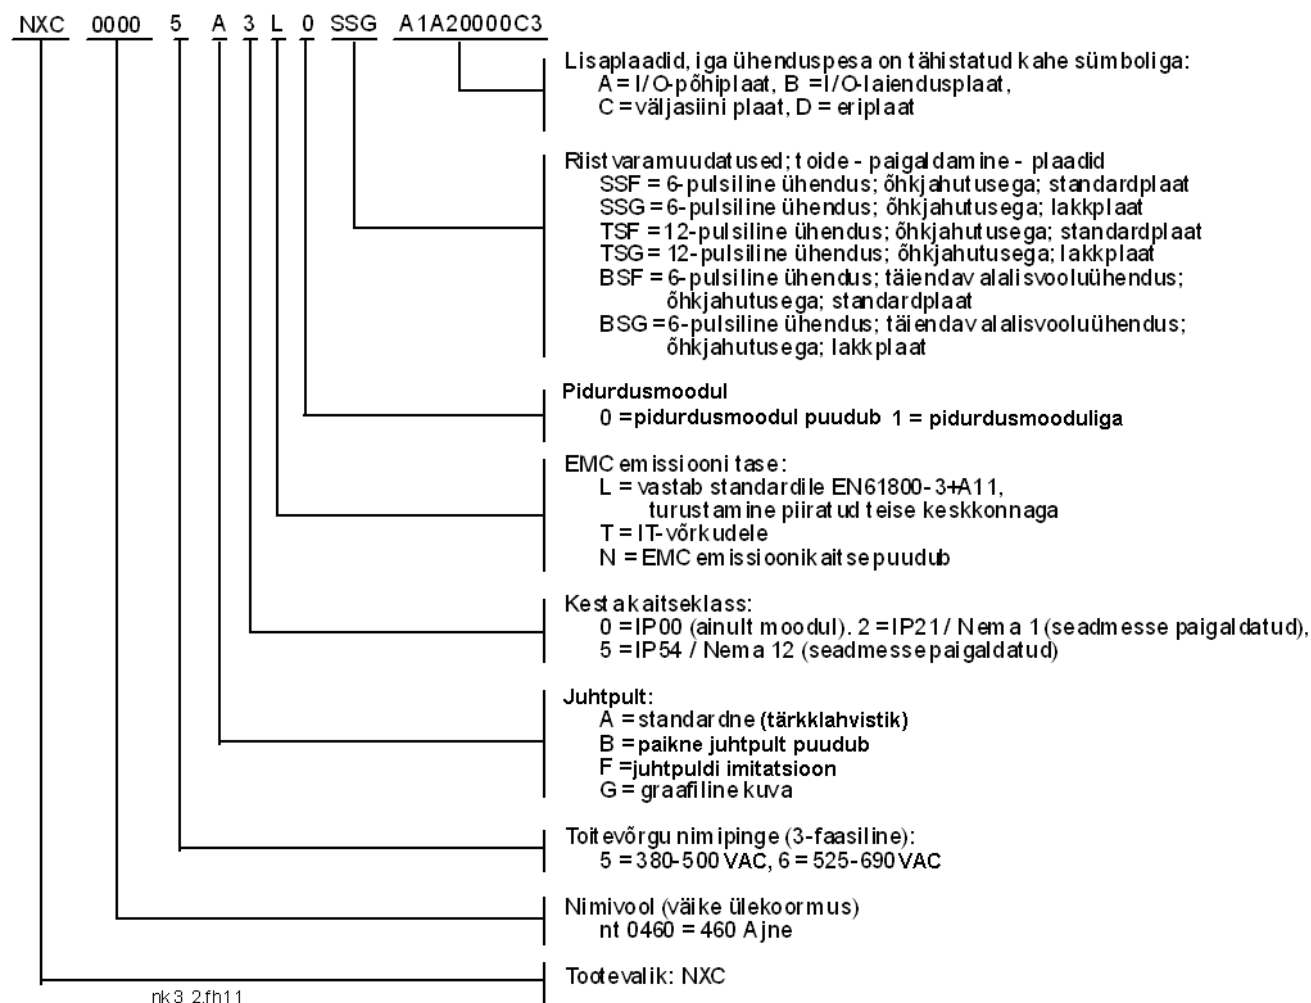 NXC 0000 5 A 3 L 0 SSG A1A20000C3
Lisaplaadid, iga ühenduspesa on tähistatud kahe sümboliga:
A = I/O-põhiplaat, B =I/O-laiendusplaat,
C = väljasiini plaat, D = eriplaat
Riistvaramuudatused; toide - paigaldamine - plaadid
SSF = 6-pulsiline ühendus; õhkjahutusega; standardplaat
SSG = 6-pulsiline ühendus; õhkjahutusega; lakkplaat
TSF = 12-pulsiline ühendus; õhkjahutusega; standardplaat
TSG = 12-pulsiline ühendus; õhkjahutusega; lakkplaat
BSF = 6-pulsiline ühendus; täiendav alalisvooluühendus;
õhkjahutusega; standardplaat
BSG = 6-pulsiline ühendus; täiendav alalisvooluühendus;
õhkjahutusega; lakkplaat
Pidurdusmoodul
0 =pidurdusmoodul puudub 1 = pidurdusmooduliga
EMC emissiooni tase:
L = vastab standardile EN61800-3+A11,
turustamine piiratud teise keskkonnaga
T = IT-võrkudele
N = EMC emissioonikaitse puudub
Kesta kaitseklass:
0 =IP00 (ainult moodul). 2 =IP21 / Nema 1 (seadmesse paigaldatud),
5 =IP54 / Nema 12 (seadmesse paigaldatud)
Juhtpult:
A = standardne (tärkklahvistik)
B = paikne juhtpult puudub
F =juhtpuldi imitatsioon
G = graafiline kuva
Toitevõrgu nimipinge (3-faasiline):
5 = 380-500 VAC, 6 = 525-690 VAC
Nimivool (väike ülekoormus)
nt 0460 = 460 A jne
Tootevalik: NXC
nk3_2.fh11